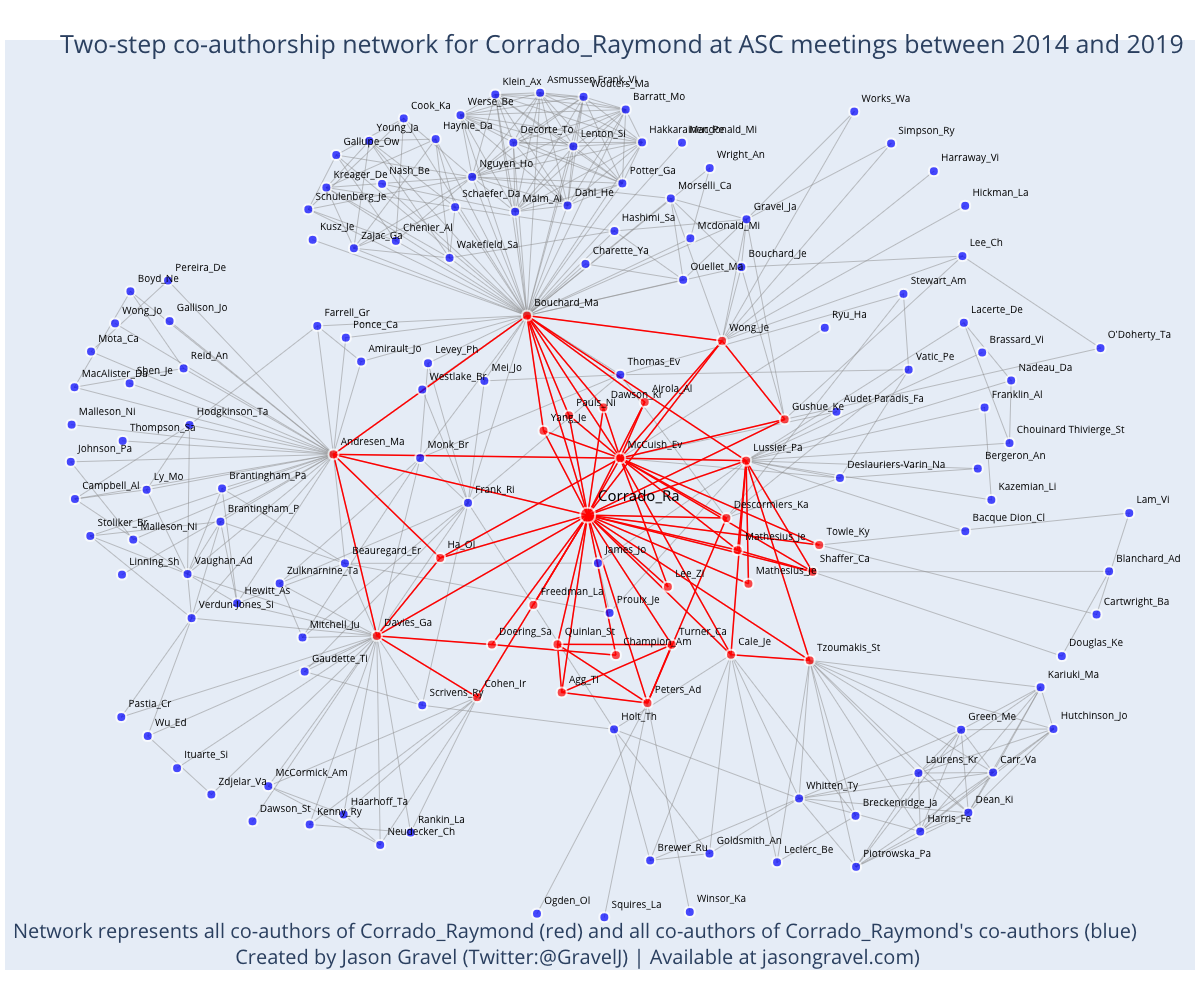 Two-step co-authorship network for Corrado_Raymond at ASC meetings between 2014 and 2019
Klein_Ax
Asmussen Frank_Vi
Wouters_Ma
Cook_Ka
Werse_Be
Barratt_Mo
Works_Wa
Young_Ja
Haynie_Da
Decorte_To
Lenton_Si
Macdonald_Mi
Simpson_Ry
Gallupe_Ow
Wright_An
Harraway_Vi
Kreager_De
Nash_Be
Nguyen_Ho
Potter_Ga
Schulenberg_Je
Schaefer_Da
Malm_Al
Dahl_He
Morselli_Ca
Hickman_La
Kusz_Je
Zajac_Ga
Chenier_Al
Hashimi_Sa
Mcdonald_Mi
Gravel_Ja
Wakefield_Sa
Charette_Ya
Ouellet_Ma
Bouchard_Je
Lee_Ch
Pereira_De
Boyd_Ne
Stewart_Am
Wong_Jo
Gallison_Jo
Farrell_Gr
Ponce_Ca
Bouchard_Ma
Wong_Je
Ryu_Ha
Lacerte_De
Mota_Ca
Reid_An
Amirault_Jo
Levey_Ph
Brassard_Vi
O'Doherty_Ta
MacAlister_Da
Shen_Je
Westlake_Br
Mei_Jo
Thomas_Ev
Vatic_Pe
Nadeau_Da
Malleson_Ni
Hodgkinson_Ta
Pauls_Ni
Dawson_Kr
Airola_Al
Gushue_Ke
Audet Paradis_Fa
Franklin_Al
Thompson_Sa
Yang_Je
Chouinard Thivierge_St
Johnson_Pa
Andresen_Ma
Monk_Br
McCuish_Ev
Lussier_Pa
Bergeron_An
Campbell_Al
Ly_Mo
Brantingham_Pa
Deslauriers-Varin_Na
Kazemian_Li
Frank_Ri
Corrado_Ra
Stoliker_Br
Malleson_NI
Brantingham_P
Descormiers_Ka
Bacque Dion_Cl
Lam_Vi
Linning_Sh
Vaughan_Ad
Beauregard_Er
Ha_Ol
James_Jo
Mathesius_Je
Towle_Ky
Shaffer_Ca
Blanchard_Ad
Zulknarnine_Ta
Hewitt_As
Freedman_La
Lee_Zi
Mathesius_Je
Verdun-Jones_Si
Proulx_Je
Cartwright_Ba
Mitchell_Ju
Davies_Ga
Doering_Sa
Quinlan_St
Champion_Am
Turner_Ca
Cale_Je
Tzoumakis_St
Douglas_Ke
Gaudette_Ti
Scrivens_Ry
Cohen_Ir
Agg_Ti
Peters_Ad
Kariuki_Ma
Pastia_Cr
Wu_Ed
Holt_Th
Green_Me
Hutchinson_Jo
Ituarte_Si
Zdjelar_Va
McCormick_Am
Whitten_Ty
Laurens_Kr
Carr_Va
Dawson_St
Kenny_Ry
Haarhoff_Ta
Neudecker_Ch
Rankin_La
Breckenridge_Ja
Harris_Fe
Dean_Ki
Brewer_Ru
Goldsmith_An
Leclerc_Be
Piotrowska_Pa
Ogden_Ol
Squires_La
Winsor_Ka
Network represents all co-authors of Corrado_Raymond (red) and all co-authors of Corrado_Raymond's co-authors (blue)
Created by Jason Gravel (Twitter:@GravelJ) | Available at jasongravel.com)